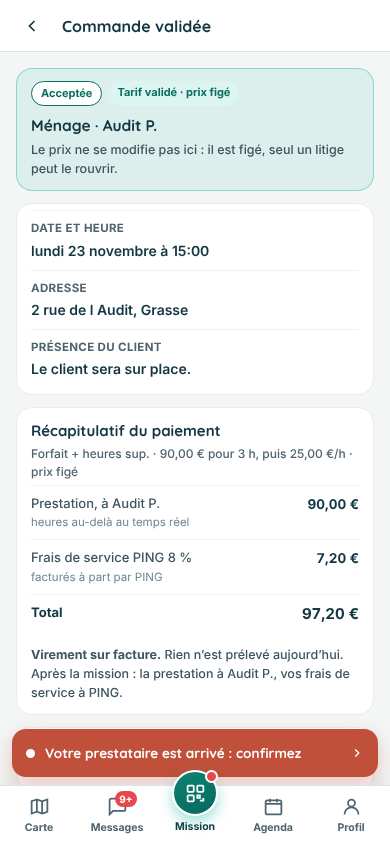 Commande validée
Acceptée
Tarif validé · prix figé
Ménage · Audit P.
Le prix ne se modifie pas ici : il est figé, seul un litige
peut le rouvrir.
DATE ET HEURE
lundi 23 novembre à 15:00
ADRESSE
2 rue de l Audit, Grasse
PRÉSENCE DU CLIENT
Le client sera sur place.
Récapitulatif du paiement
Forfait + heures sup. · 90,00 € pour 3 h, puis 25,00 €/h ·
prix figé
Prestation, à Audit P. 90,00 €
heures au-delà au temps réel
Frais de service PING 8 % 7,20 €
facturés à part par PING
Total 97,20 €
Virement sur facture. Rien n’est prélevé aujourd’hui.
Après la mission : la prestation à Audit P., vos frais de
service à PING.
Votre prestataire est arrivé : confirmez
9+
Carte Messages Mission Agenda Profil